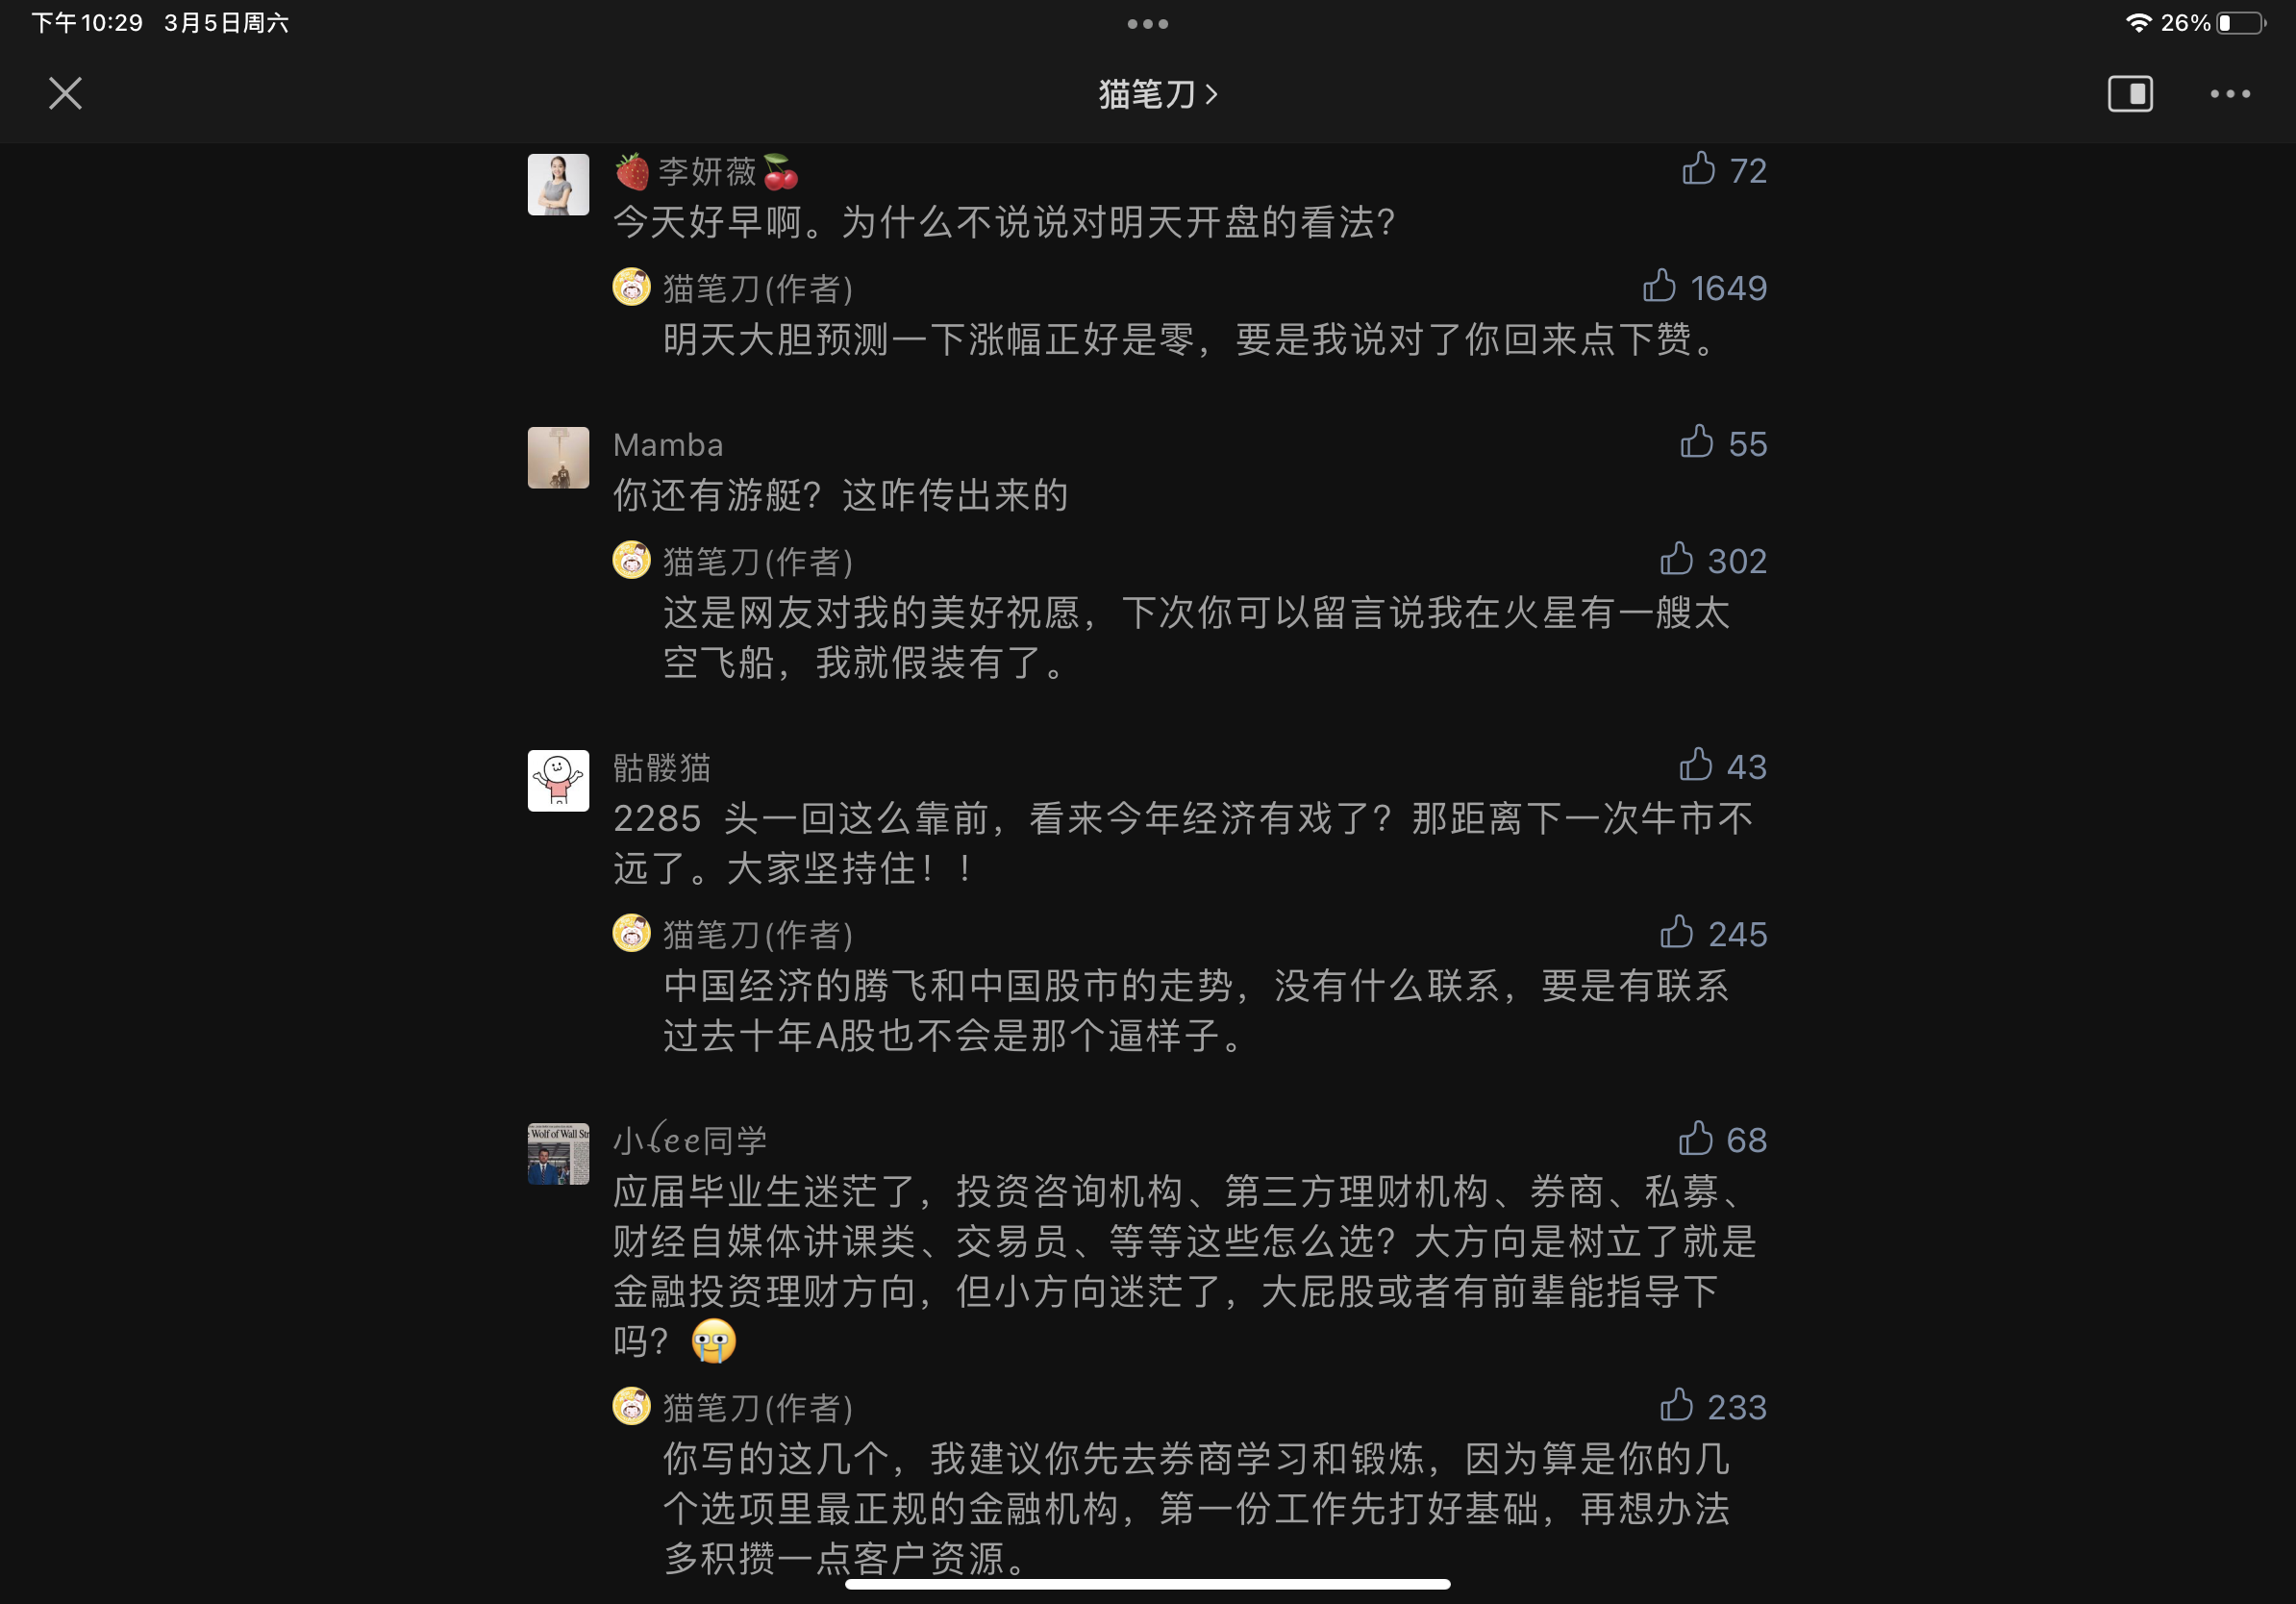 下午10:29 3月5日周六
26%
猫笔刀
🍓李妍薇🍒
72
今天好早啊。为什么不说说对明天开盘的看法?
猫笔刀(作者)
1649
明天大胆预测一下涨幅正好是零，要是我说对了你回来点下赞。
Mamba
55
你还有游艇？这咋传出来的
猫笔刀(作者)
302
这是网友对我的美好祝愿，下次你可以留言说我在火星有一艘太
空飞船，我就假装有了。
骷髅猫
43
2285 头一回这么靠前，看来今年经济有戏了？那距离下一次牛市不
远了。大家坚持住！！
猫笔刀(作者)
245
中国经济的腾飞和中国股市的走势，没有什么联系，要是有联系
过去十年A股也不会是那个逼样子。
Wolf of Wall Str
小𝓁ee同学
68
应届毕业生迷茫了，投资咨询机构、第三方理财机构、券商、私募、
财经自媒体讲课类、交易员、等等这些怎么选？大方向是树立了就是
金融投资理财方向，但小方向迷茫了，大屁股或者有前辈能指导下
吗？😭
猫笔刀(作者)
233
你写的这几个，我建议你先去券商学习和锻炼，因为算是你的几
个选项里最正规的金融机构，第一份工作先打好基础，再想办法
多积攒一点客户资源。